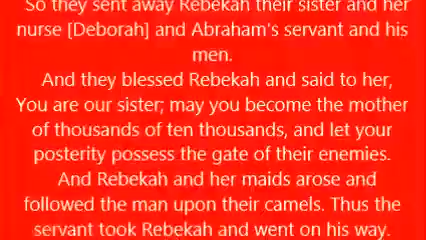 So they sent away Rebekah their sister and her
nurse [Deborah] and Abraham's servant and his
men.
And they blessed Rebekah and said to her,
You are our sister; may you become the mother
of thousands of ten thousands, and let your
posterity possess the gate of their enemies.
And Rebekah and her maids arose and
followed the man upon their camels. Thus the
servant took Rebekah and went on his way.